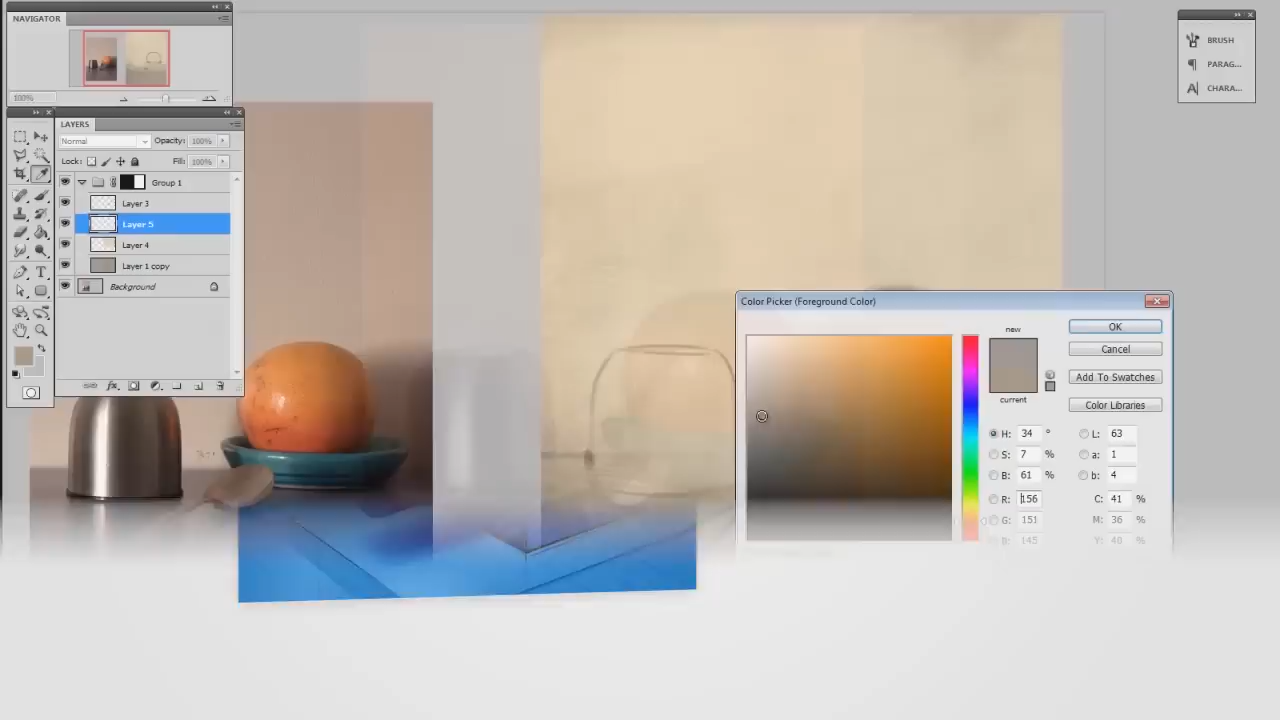 NAVIGATOR
100%
LAYERS
Normal
Opacity: 100%
Lock:
Fill: 100%
Group 1
Layer 3
Layer 5
Layer 4
Layer 1 copy
Background
BRUSH
PARAG...
CHARA...
Color Picker (Foreground Color)
new
current
OK
Cancel
Add To Swatches
Color Libraries
H: 34 °
L: 63
S: 7 %
a: 1
B: 61 %
b: 4
R: 156
C: 41 %
G: 151
M: 36 %
B: 145
Y: 40 %